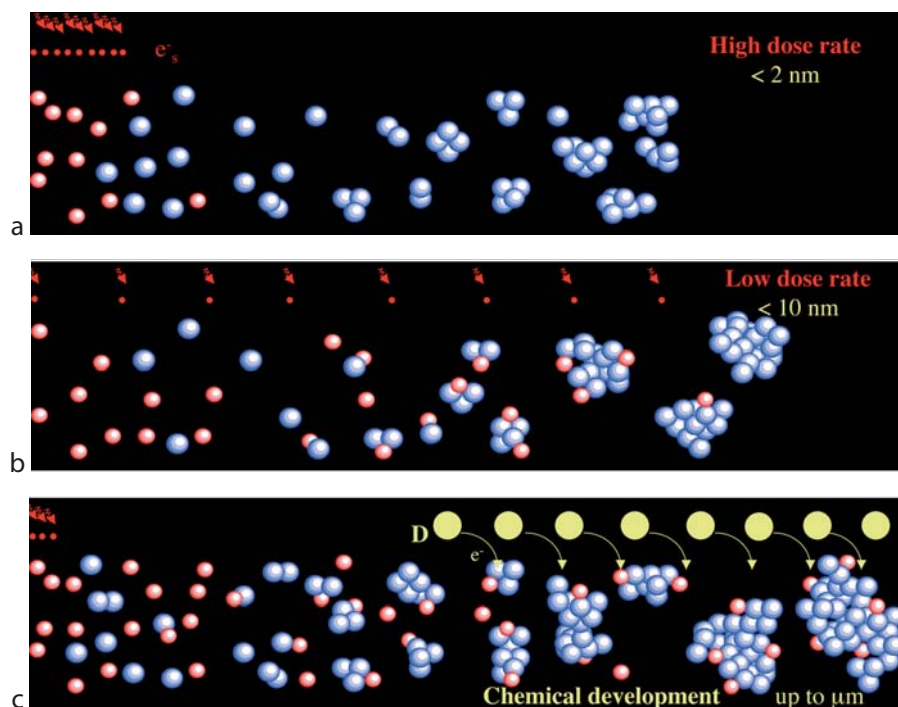 a
e⁻ₛ
High dose rate
< 2 nm
b
Low dose rate
< 10 nm
c
D
e⁻
Chemical development up to μm